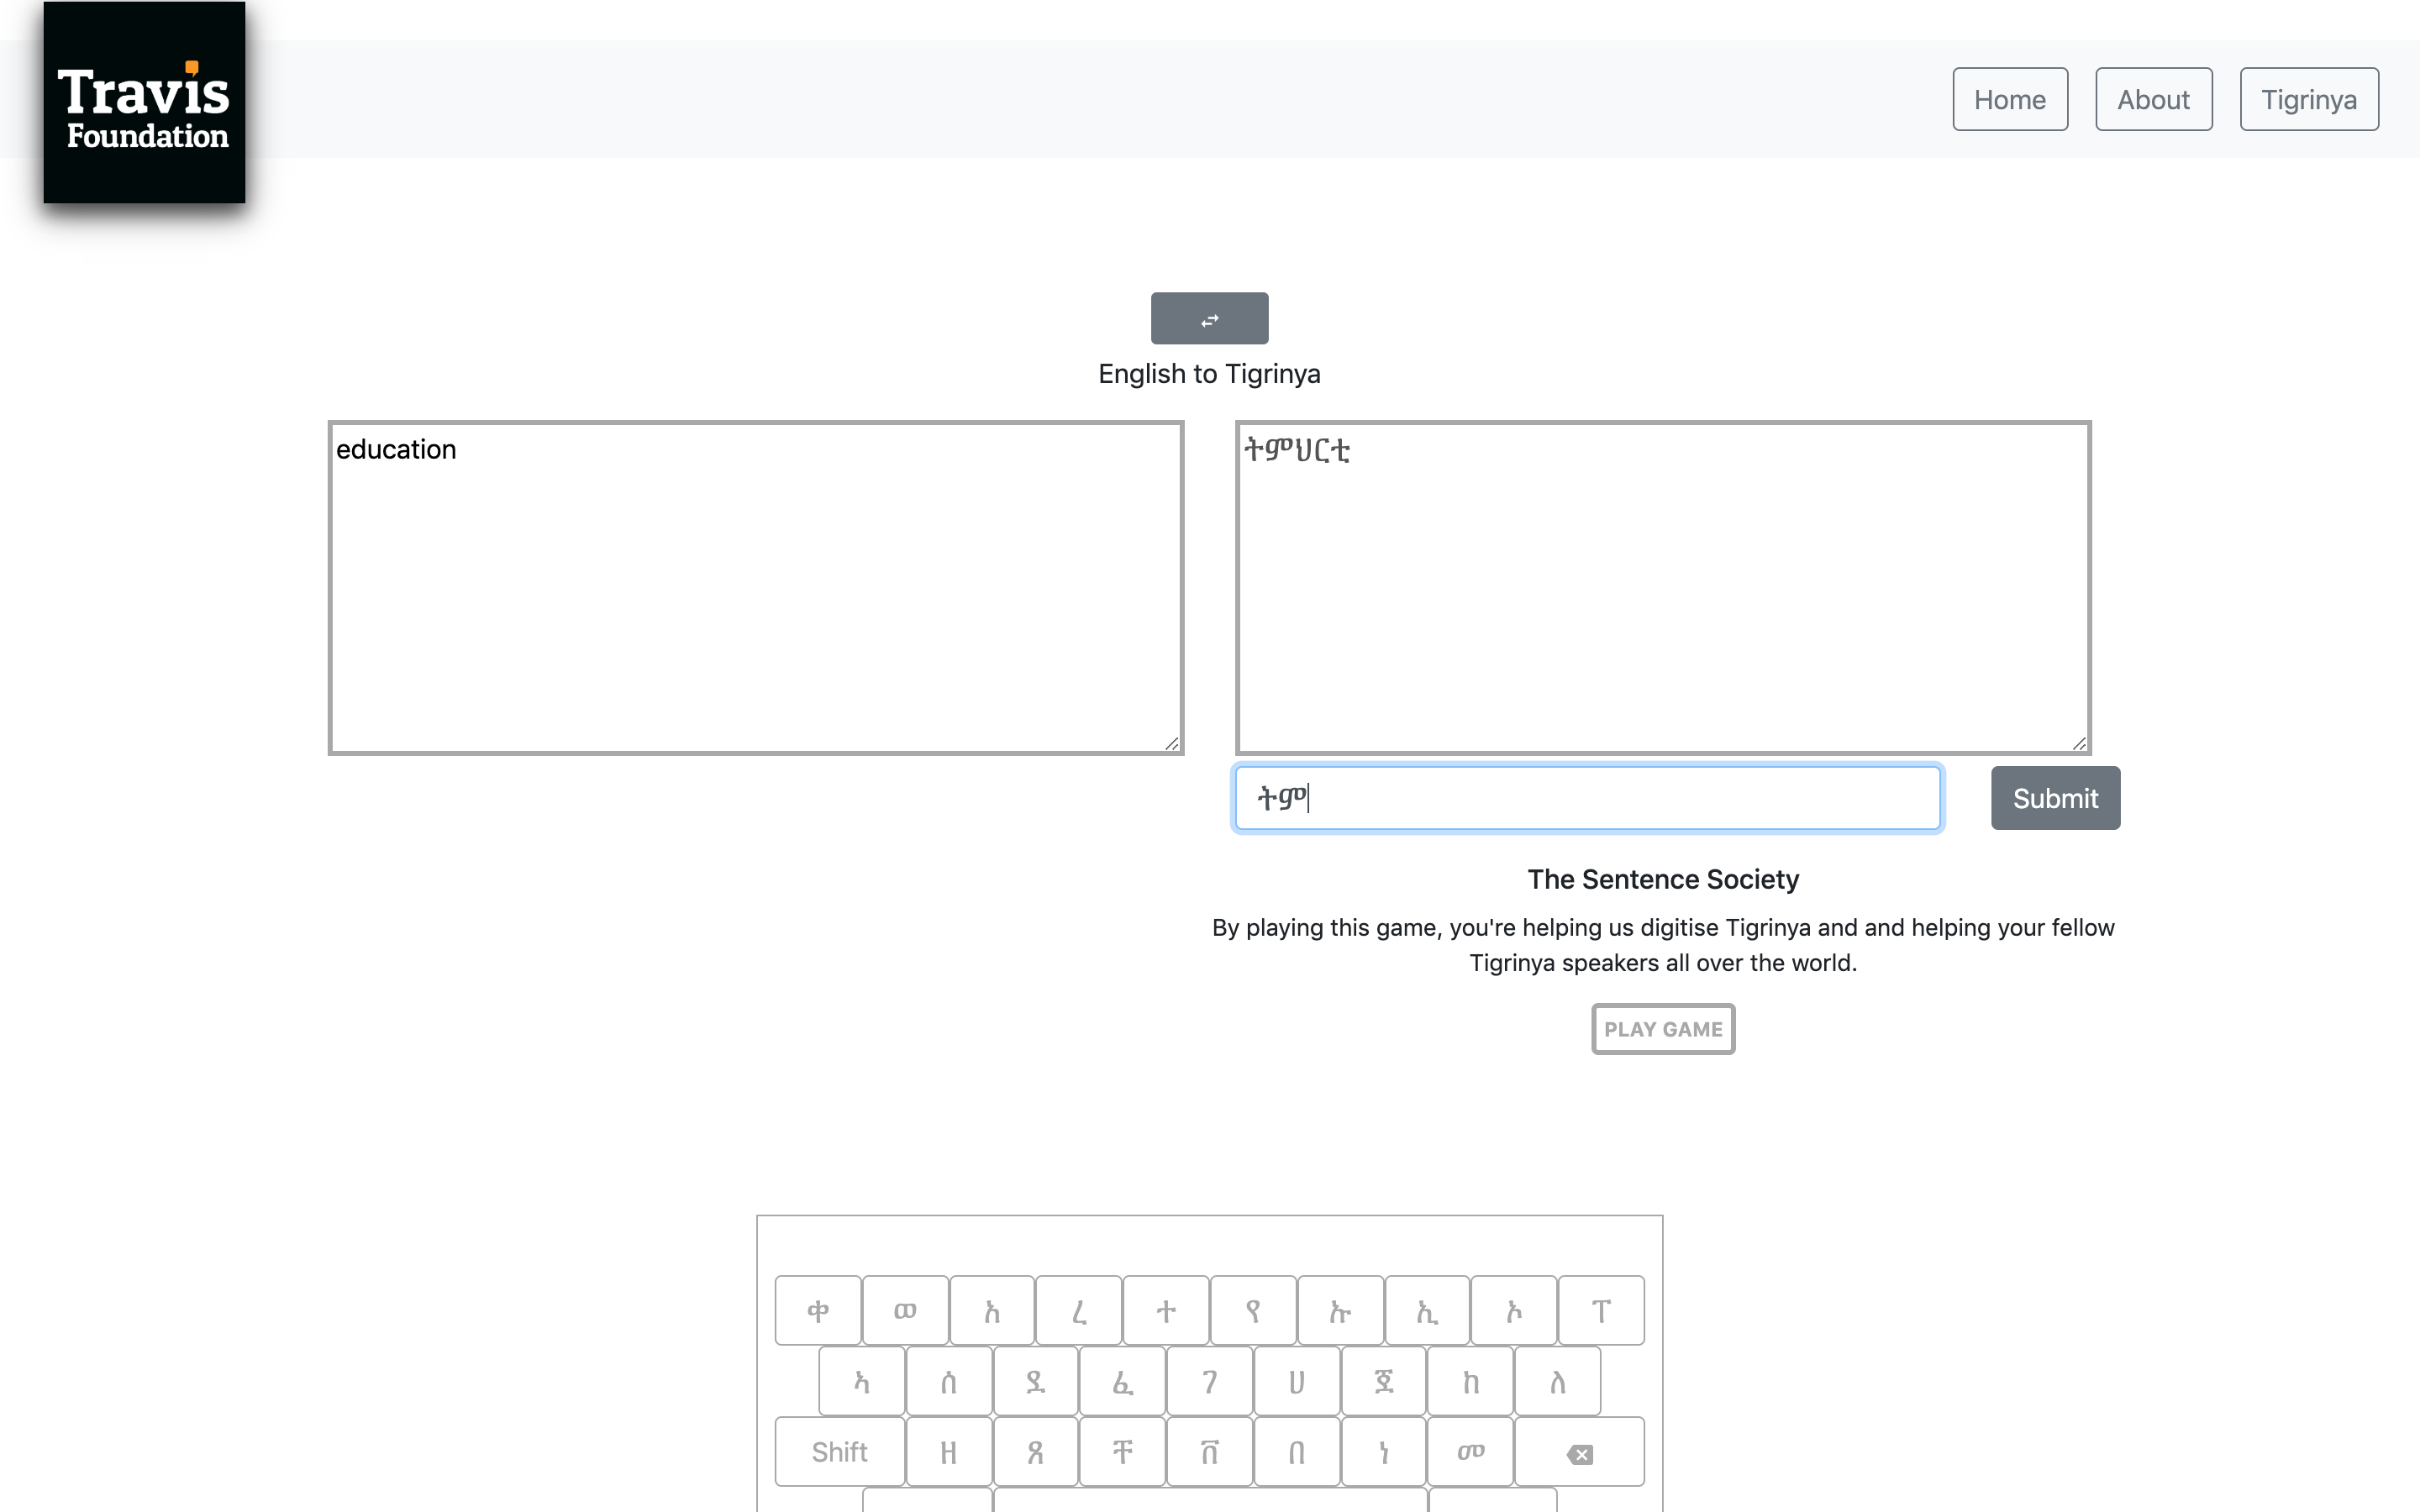 Travis
Foundation
Home
About
Tigrinya
English to Tigrinya
education
ትምህርቲ
ትም
Submit
The Sentence Society
By playing this game, you're helping us digitise Tigrinya and and helping your fellow
Tigrinya speakers all over the world.
PLAY GAME
ቀ ወ አ ረ ተ የ ኡ ኢ ኦ ፐ
ኣ ሰ ደ ፈ ገ ሀ ጀ ከ ለ
Shift ዘ ጸ ቸ ሸ በ ነ መ